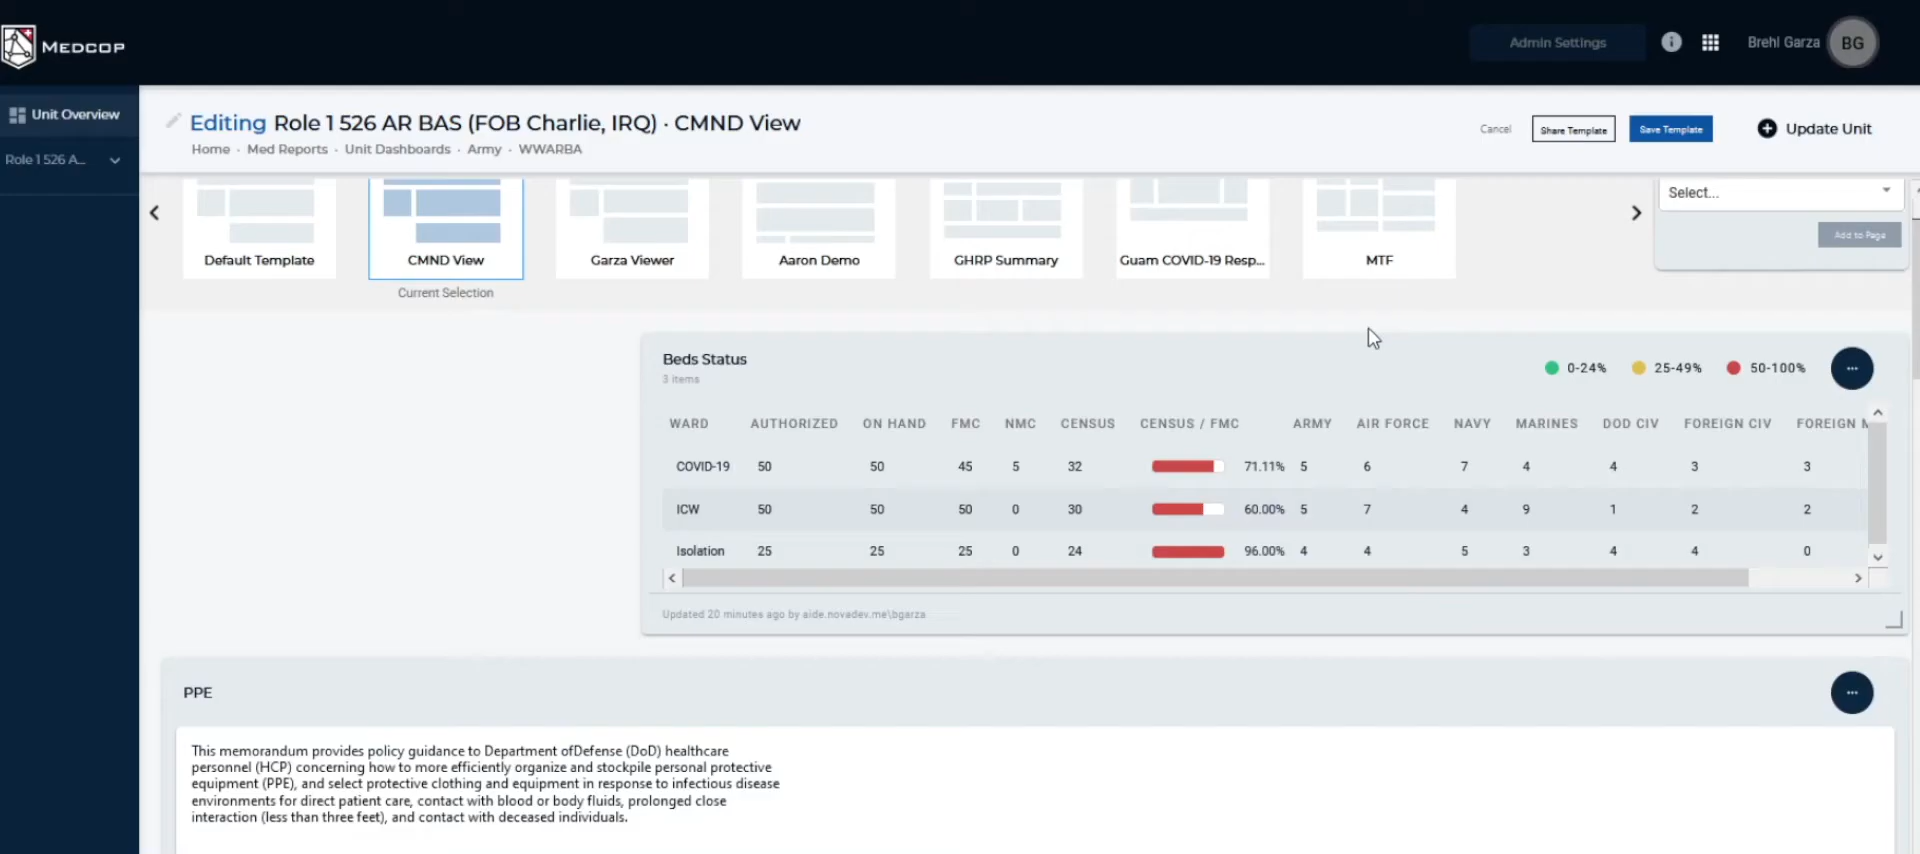 MEDCOP
Admin Settings
Brehl Garza
BG
Unit Overview
Role 1 526 A...
Editing Role 1 526 AR BAS (FOB Charlie, IRQ) · CMND View
Home · Med Reports · Unit Dashboards · Army · WWARBA
Cancel
Share Template
Save Template
Update Unit
Default Template
CMND View
Garza Viewer
Aaron Demo
GHRP Summary
Guam COVID-19 Resp...
MTF
Current Selection
Select...
Add to Page
Beds Status
3 items
0-24% 25-49% 50-100%
WARD AUTHORIZED ON HAND FMC NMC CENSUS CENSUS / FMC ARMY AIR FORCE NAVY MARINES DOD CIV FOREIGN CIV FOREIGN
COVID-19 50 50 45 5 32 71.11% 5 6 7 4 4 3 3
ICW 50 50 50 0 30 60.00% 5 7 4 9 1 2 2
Isolation 25 25 25 0 24 96.00% 4 4 5 3 4 4 0
Updated 20 minutes ago by aide.novadev.me\bgarza
PPE
This memorandum provides policy guidance to Department ofDefense (DoD) healthcare
personnel (HCP) concerning how to more efficiently organize and stockpile personal protective
equipment (PPE), and select protective clothing and equipment in response to infectious disease
environments for direct patient care, contact with blood or body fluids, prolonged close
interaction (less than three feet), and contact with deceased individuals.